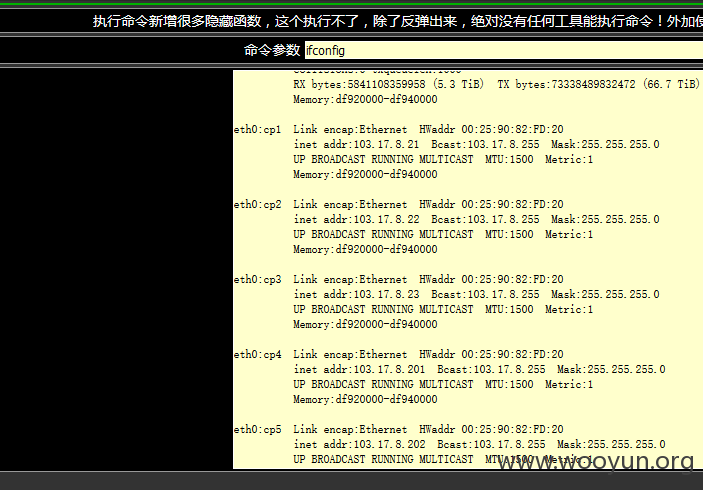 执行命令新增很多隐藏函数，这个执行不了，除了反弹出来，绝对没有任何工具能执行命令！外加使
命令参数 ifconfig
RX bytes:5841108359958 (5.3 TiB)  TX bytes:73338489832472 (66.7 TiB)
Memory:df920000-df940000
eth0:cp1  Link encap:Ethernet  HWaddr 00:25:90:82:FD:20
inet addr:103.17.8.21  Bcast:103.17.8.255  Mask:255.255.255.0
UP BROADCAST RUNNING MULTICAST  MTU:1500  Metric:1
Memory:df920000-df940000
eth0:cp2  Link encap:Ethernet  HWaddr 00:25:90:82:FD:20
inet addr:103.17.8.22  Bcast:103.17.8.255  Mask:255.255.255.0
UP BROADCAST RUNNING MULTICAST  MTU:1500  Metric:1
Memory:df920000-df940000
eth0:cp3  Link encap:Ethernet  HWaddr 00:25:90:82:FD:20
inet addr:103.17.8.23  Bcast:103.17.8.255  Mask:255.255.255.0
UP BROADCAST RUNNING MULTICAST  MTU:1500  Metric:1
Memory:df920000-df940000
eth0:cp4  Link encap:Ethernet  HWaddr 00:25:90:82:FD:20
inet addr:103.17.8.201  Bcast:103.17.8.255  Mask:255.255.255.0
UP BROADCAST RUNNING MULTICAST  MTU:1500  Metric:1
Memory:df920000-df940000
eth0:cp5  Link encap:Ethernet  HWaddr 00:25:90:82:FD:20
inet addr:103.17.8.202  Bcast:103.17.8.255  Mask:255.255.255.0
UP BROADCAST RUNNING MULTICAST  MTU:1500  Metric:1
www.wooyun.org